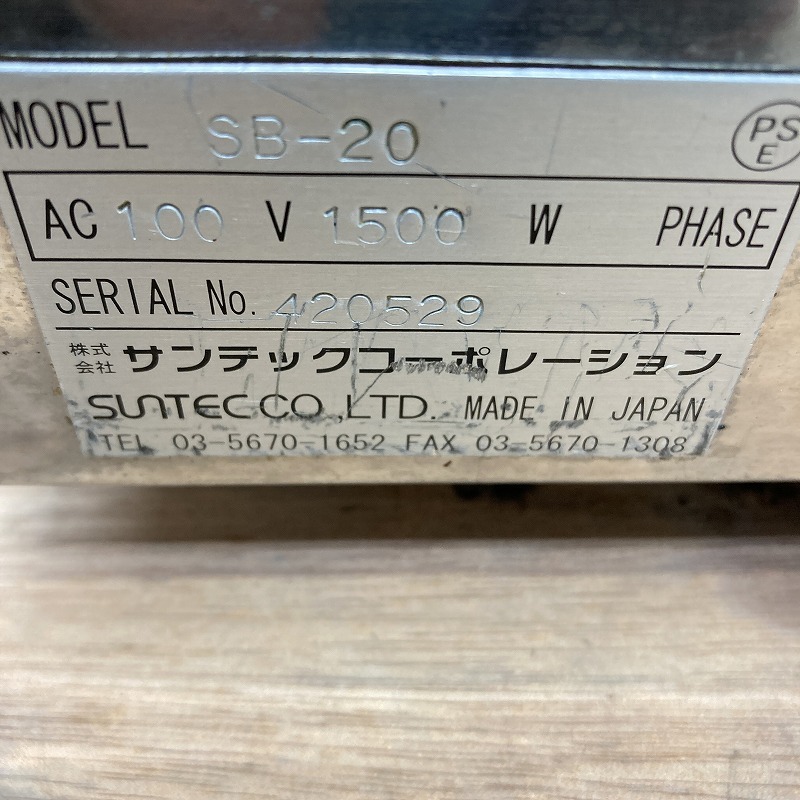 MODEL SB-20 PSE
AC 100 V 1500 W PHASE
SERIAL No. 420529
株式会社 サンテックコーポレーション
SUNTEC CO.,LTD. MADE IN JAPAN
TEL 03-5670-1652 FAX 03-5670-1308